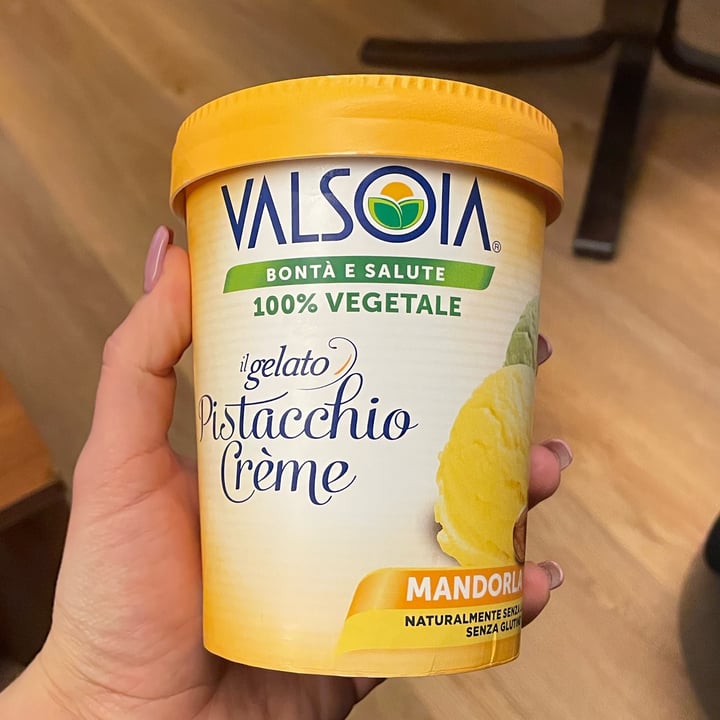 VALSOIA®
BONTÀ E SALUTE
100% VEGETALE
il gelato
Pistacchio
Crème
MANDORLA
NATURALMENTE SENZA
SENZA GLUTINE